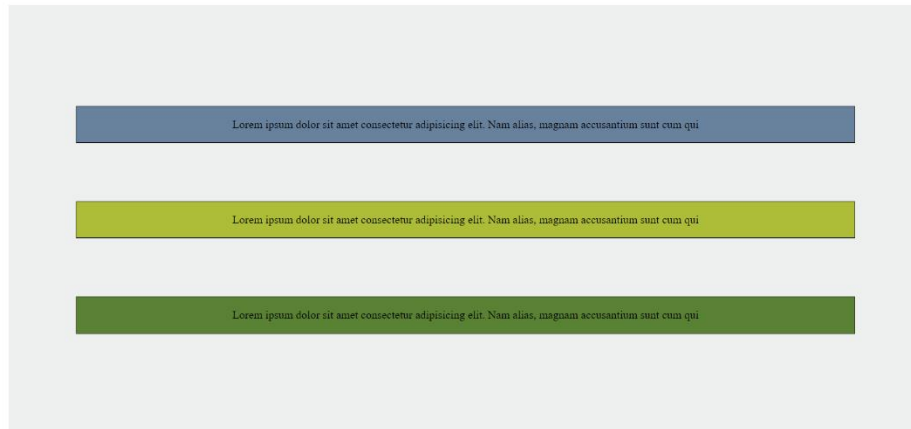 Lorem ipsum dolor sit amet consectetur adipisicing elit. Nam alias, magnam accusantium sunt cum qui
Lorem ipsum dolor sit amet consectetur adipisicing elit. Nam alias, magnam accusantium sunt cum qui
Lorem ipsum dolor sit amet consectetur adipisicing elit. Nam alias, magnam accusantium sunt cum qui